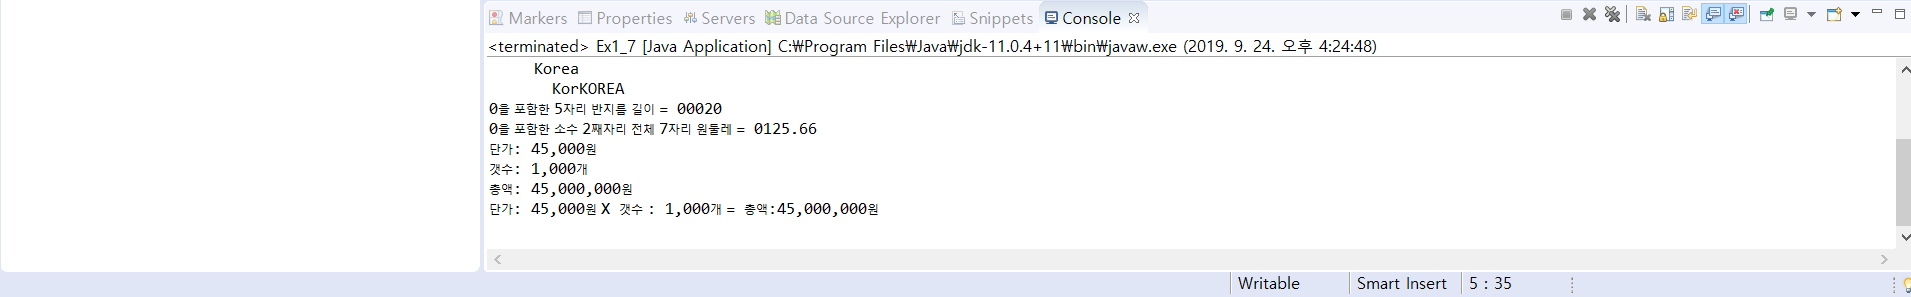 Markers Properties Servers Data Source Explorer Snippets Console
<terminated> Ex1_7 [Java Application] C:₩Program Files₩Java₩jdk-11.0.4+11₩bin₩javaw.exe (2019. 9. 24. 오후 4:24:48)
Korea
KorKOREA
0을 포함한 5자리 반지름 길이 = 00020
0을 포함한 소수 2째자리 전체 7자리 원둘레 = 0125.66
단가: 45,000원
갯수: 1,000개
총액: 45,000,000원
단가: 45,000원 X 갯수 : 1,000개 = 총액:45,000,000원
Writable Smart Insert 5 : 35